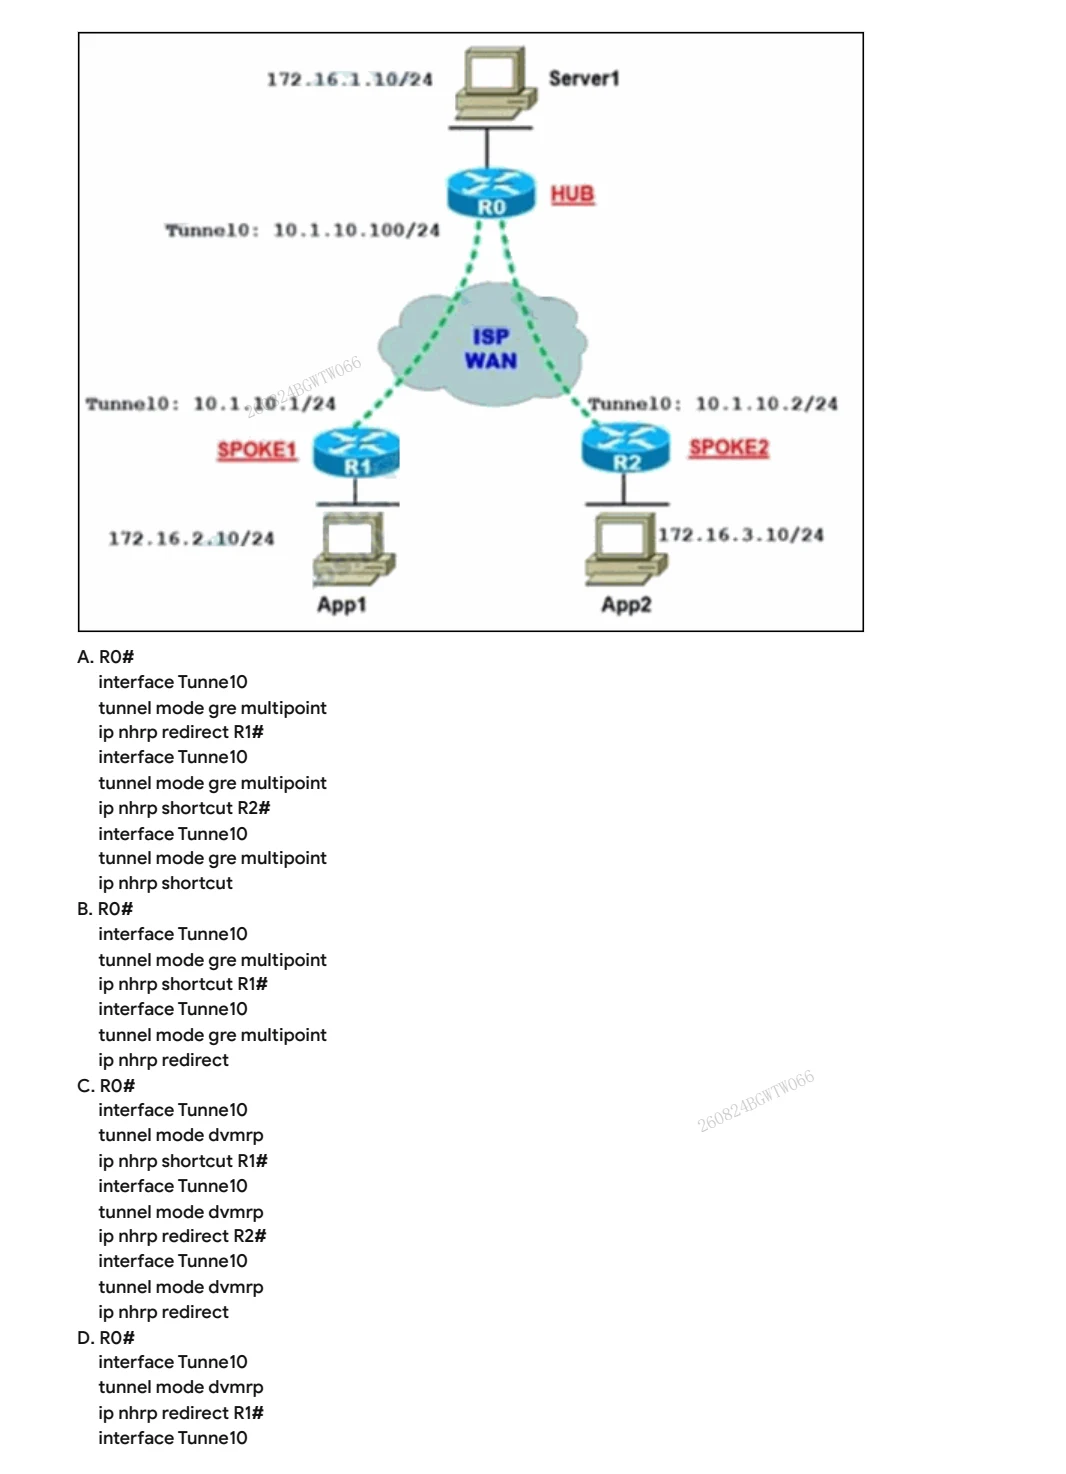 172.16.1.10/24
Server1
R0
HUB
Tunnel0: 10.1.10.100/24
ISP
WAN
260824BGWTW066
Tunnel0: 10.1.10.1/24
Tunnel0: 10.1.10.2/24
SPOKE1
R1
R2
SPOKE2
172.16.2.10/24
172.16.3.10/24
App1
App2
A. R0#
interface Tunne10
tunnel mode gre multipoint
ip nhrp redirect R1#
interface Tunne10
tunnel mode gre multipoint
ip nhrp shortcut R2#
interface Tunne10
tunnel mode gre multipoint
ip nhrp shortcut
B. R0#
interface Tunne10
tunnel mode gre multipoint
ip nhrp shortcut R1#
interface Tunne10
tunnel mode gre multipoint
ip nhrp redirect
C. R0#
260824BGWTW066
interface Tunne10
tunnel mode dvmrp
ip nhrp shortcut R1#
interface Tunne10
tunnel mode dvmrp
ip nhrp redirect R2#
interface Tunne10
tunnel mode dvmrp
ip nhrp redirect
D. R0#
interface Tunne10
tunnel mode dvmrp
ip nhrp redirect R1#
interface Tunne10